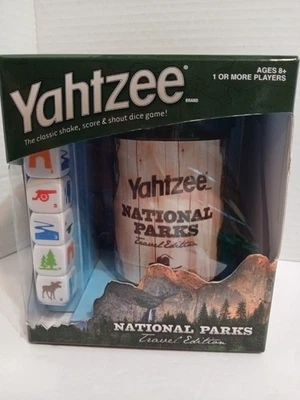 AGES 8+
1 OR MORE PLAYERS
Yahtzee®
BRAND
The classic shake, score & shout dice game!
Yahtzee
NATIONAL
PARKS
Travel Edition
NATIONAL PARKS
Travel Edition